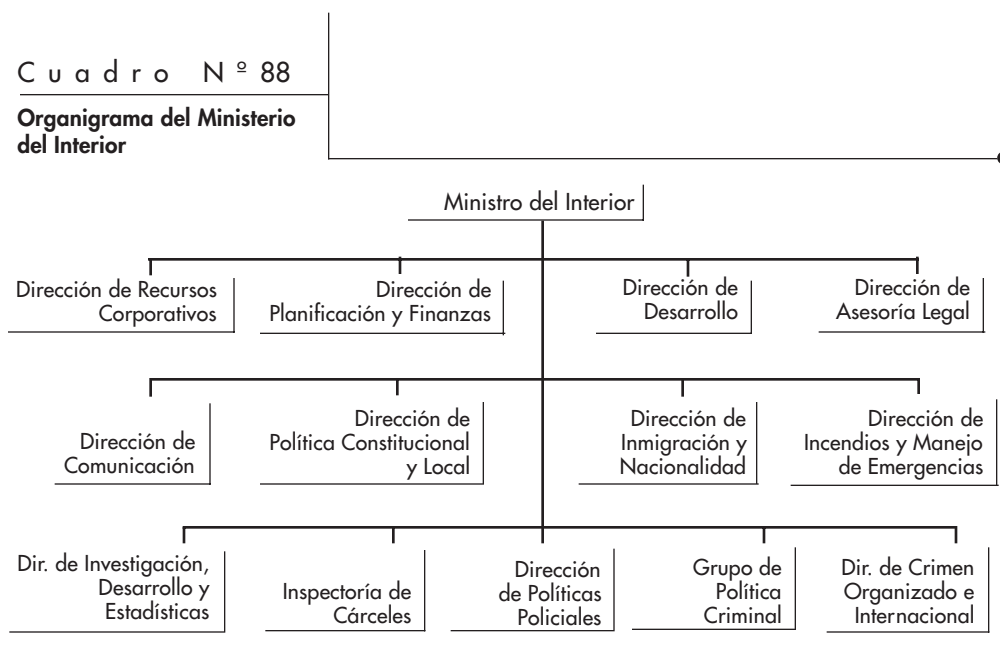 Cuadro Nº 88
Organigrama del Ministerio
del Interior
Ministro del Interior
Dirección de Recursos
Corporativos
Dirección de
Planificación y Finanzas
Dirección de
Desarrollo
Dirección de
Asesoría Legal
Dirección de
Comunicación
Dirección de
Política Constitucional
y Local
Dirección de
Inmigración y
Nacionalidad
Dirección de
Incendios y Manejo
de Emergencias
Dir. de Investigación,
Desarrollo y
Estadísticas
Inspectoría de
Cárceles
Dirección
de Políticas
Policiales
Grupo de
Política
Criminal
Dir. de Crimen
Organizado e
Internacional